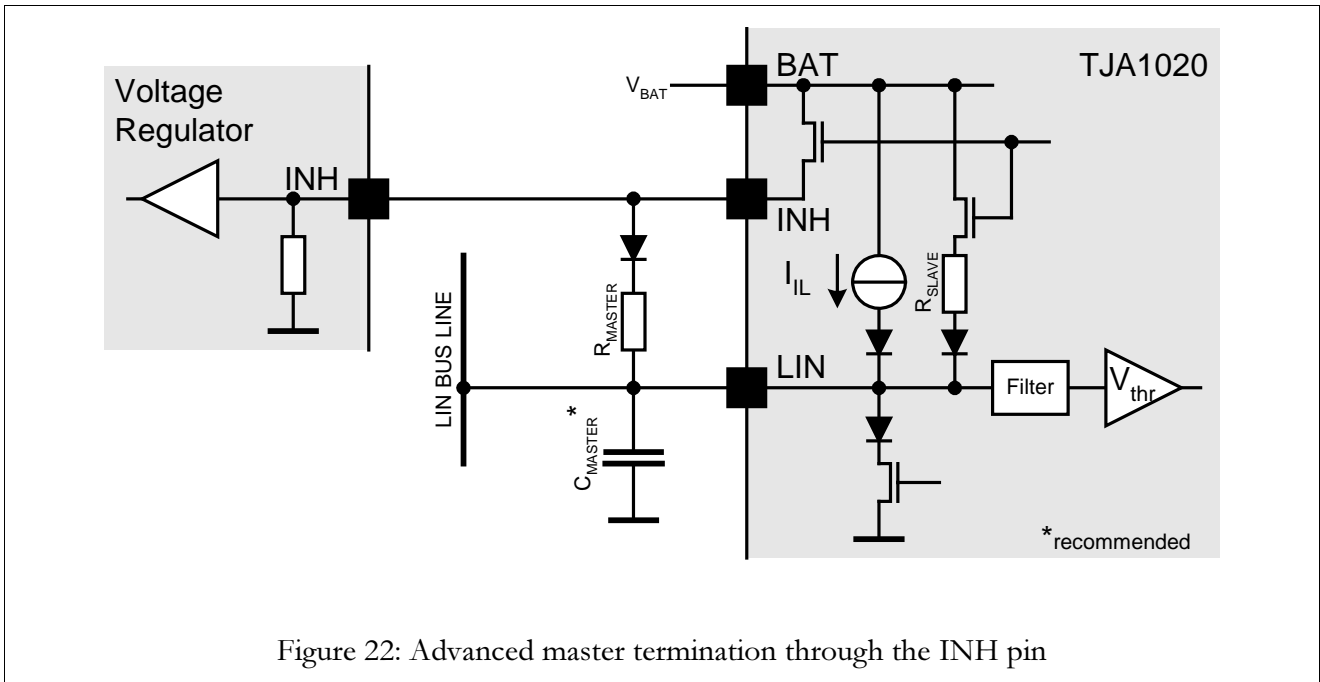 Voltage
Regulator
INH
V_BAT
BAT
TJA1020
INH
I_IL
R_SLAVE
R_MASTER
LIN BUS LINE
LIN
Filter
V_thr
C_MASTER*
*recommended
Figure 22: Advanced master termination through the INH pin